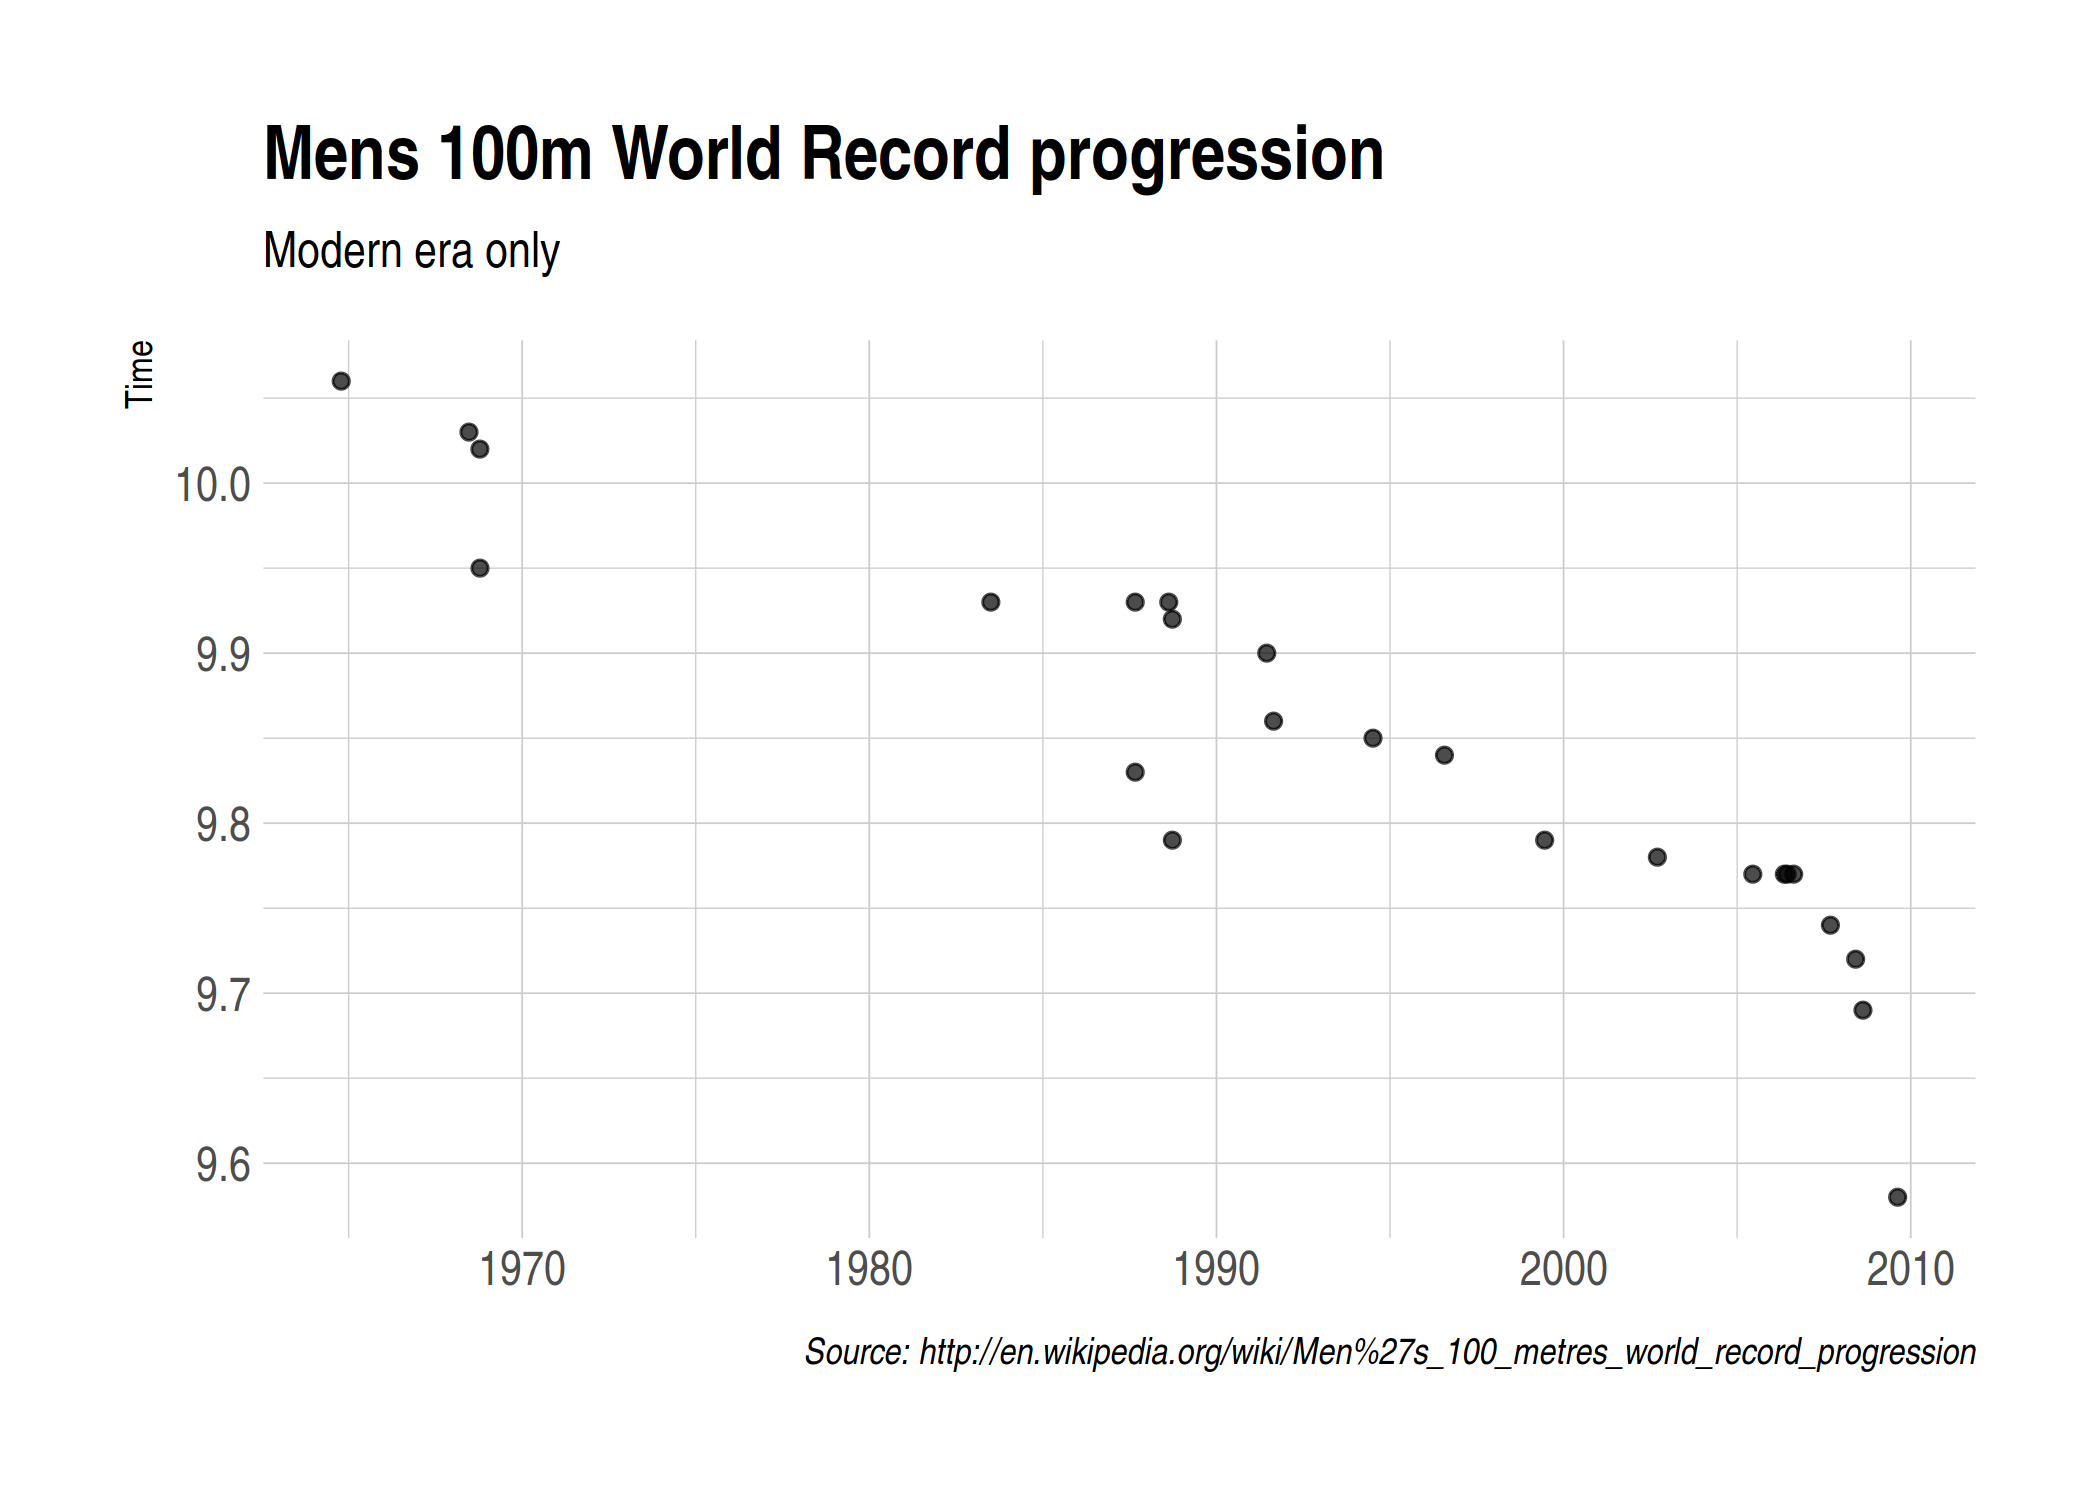 Mens 100m World Record progression
Modern era only
Time
10.0
9.9
9.8
9.7
9.6
1970 1980 1990 2000 2010
Source: http://en.wikipedia.org/wiki/Men%27s_100_metres_world_record_progression